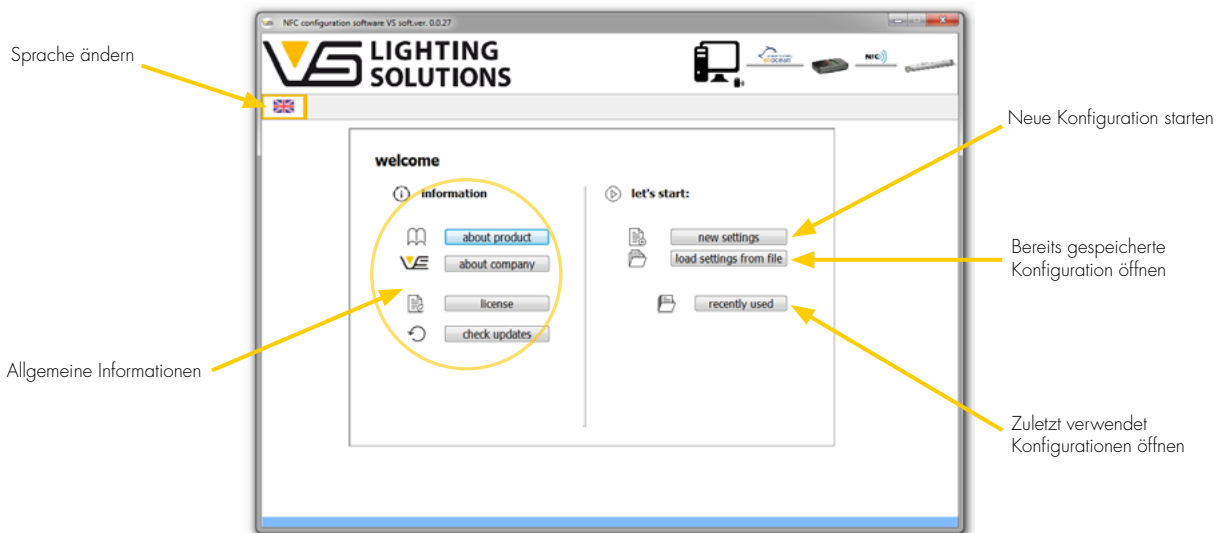 NFC configuration software VS soft.ver. 0.0.27
Sprache ändern
VS LIGHTING
SOLUTIONS
NFC
Neue Konfiguration starten
welcome
information
let's start:
about product
new settings
about company
load settings from file
Bereits gespeicherte
Konfiguration öffnen
license
recently used
check updates
Allgemeine Informationen
Zuletzt verwendet
Konfigurationen öffnen